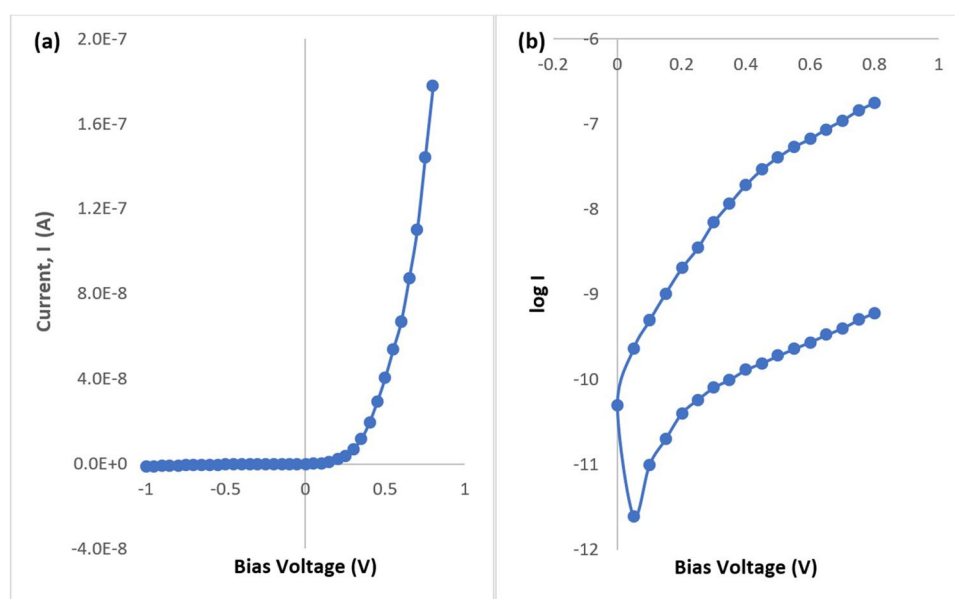 (a)
2.0E-7
1.6E-7
1.2E-7
8.0E-8
4.0E-8
0.0E+0
-4.0E-8
-1 -0.5 0 0.5 1
Current, I (A)
Bias Voltage (V)
(b)
-6
-0.2 0 0.2 0.4 0.6 0.8 1
-7
-8
-9
-10
-11
-12
log I
Bias Voltage (V)